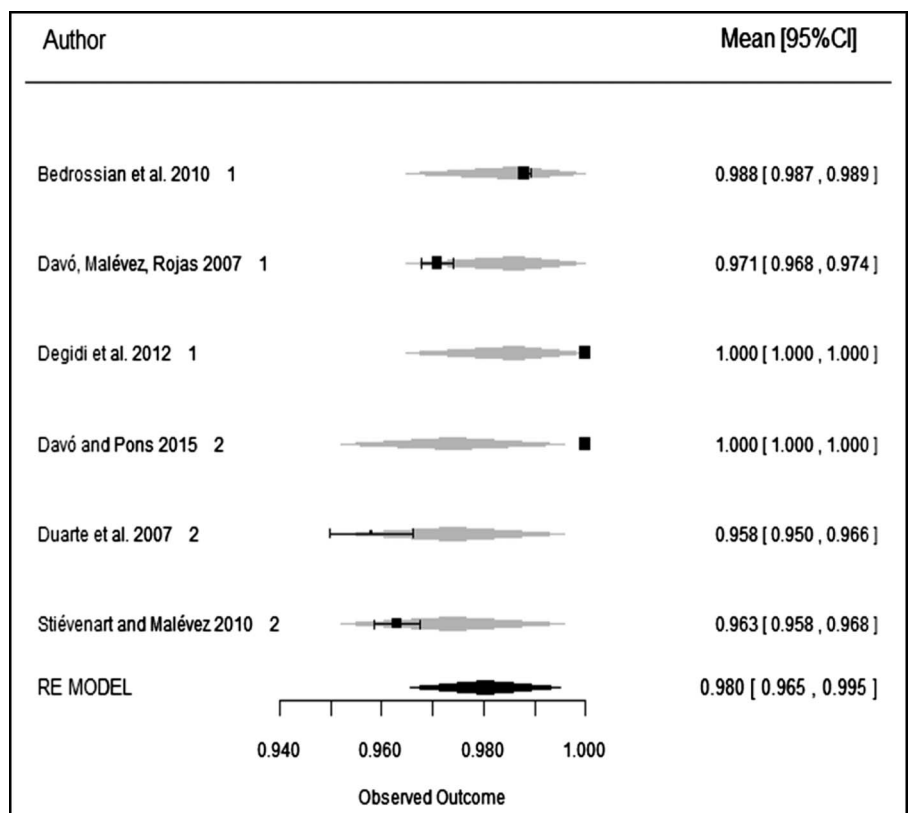 Author Mean [95%CI]
Bedrossian et al. 2010 1 0.988 [ 0.987 , 0.989 ]
Davó, Malévez, Rojas 2007 1 0.971 [ 0.968 , 0.974 ]
Degidi et al. 2012 1 1.000 [ 1.000 , 1.000 ]
Davó and Pons 2015 2 1.000 [ 1.000 , 1.000 ]
Duarte et al. 2007 2 0.958 [ 0.950 , 0.966 ]
Stiévenart and Malévez 2010 2 0.963 [ 0.958 , 0.968 ]
RE MODEL 0.980 [ 0.965 , 0.995 ]
0.940 0.960 0.980 1.000
Observed Outcome